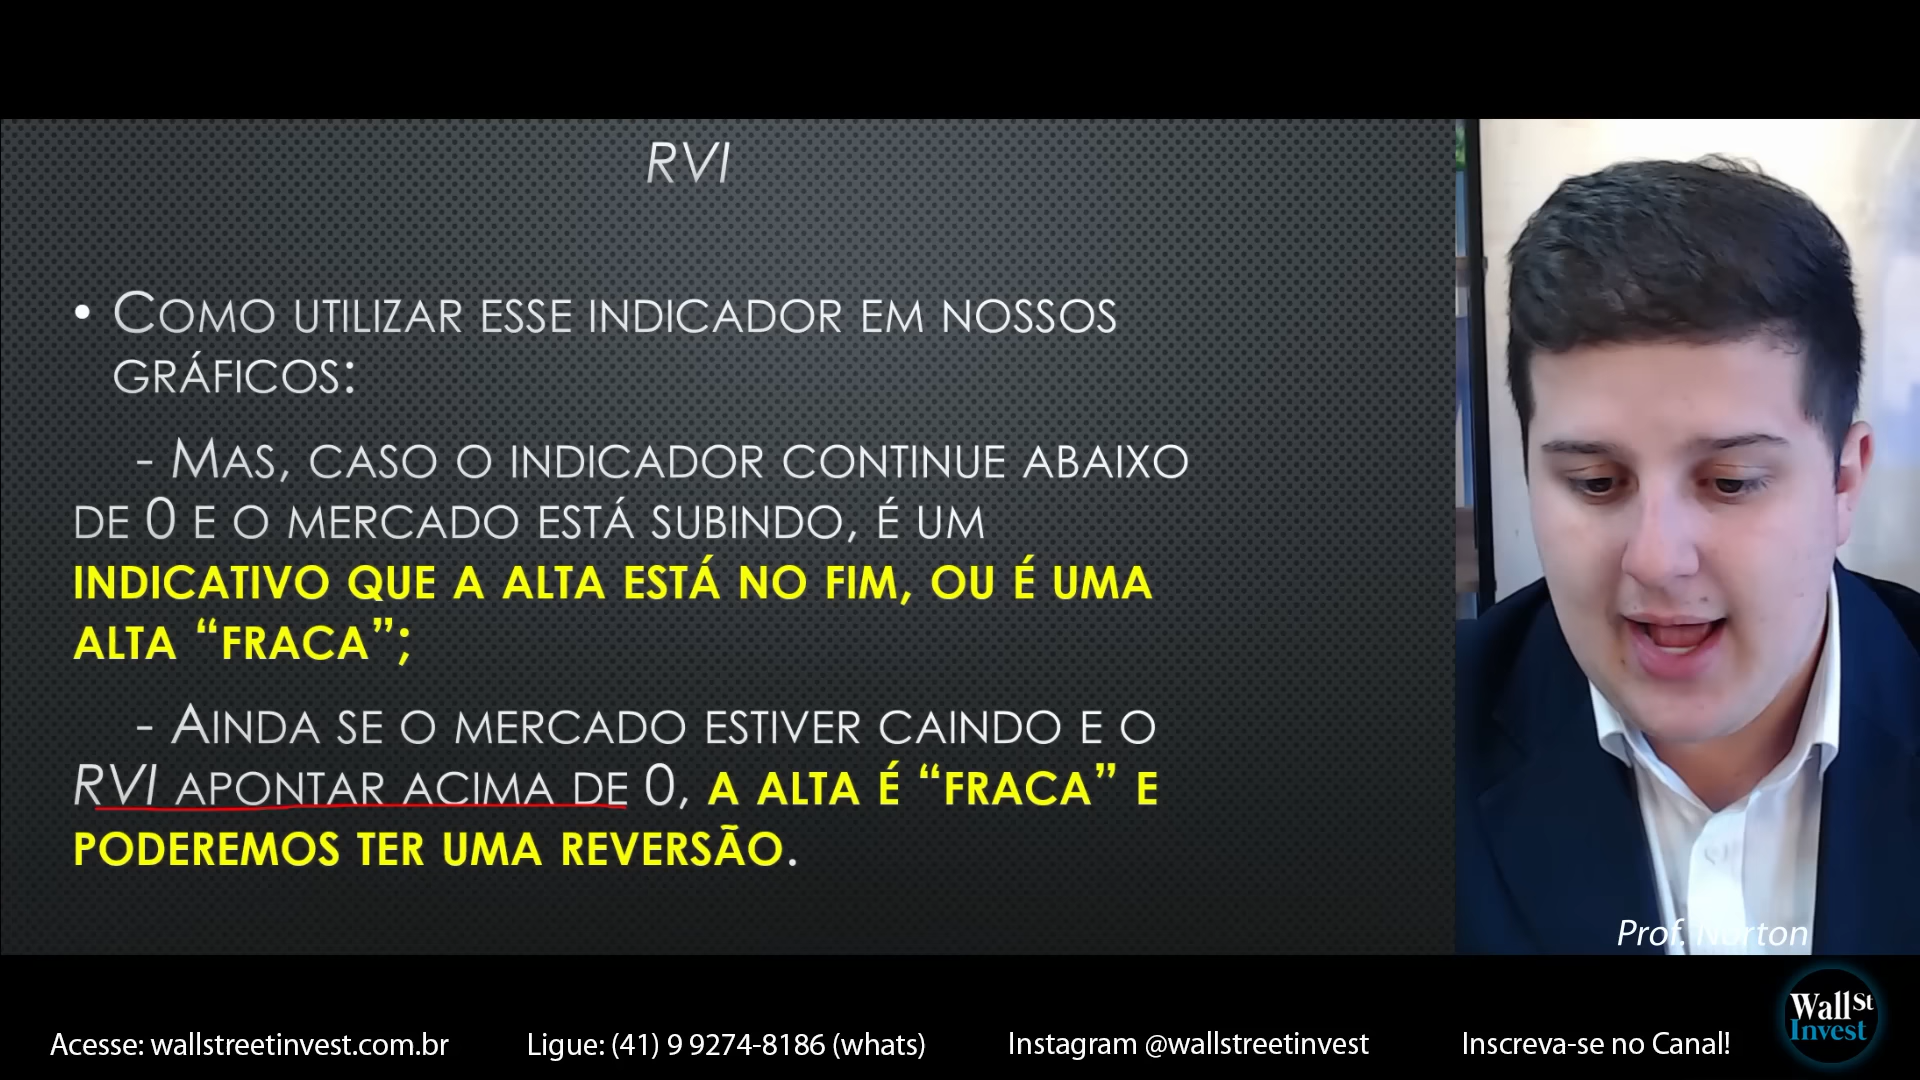 RVI
• COMO UTILIZAR ESSE INDICADOR EM NOSSOS
GRÁFICOS:
- MAS, CASO O INDICADOR CONTINUE ABAIXO
DE 0 E O MERCADO ESTÁ SUBINDO, É UM
INDICATIVO QUE A ALTA ESTÁ NO FIM, OU É UMA
ALTA “FRACA”;
- AINDA SE O MERCADO ESTIVER CAINDO E O
RVI APONTAR ACIMA DE 0, A ALTA É “FRACA” E
PODEREMOS TER UMA REVERSÃO.
Prof. Norton
WallSt
Invest
Acesse: wallstreetinvest.com.br
Ligue: (41) 9 9274-8186 (whats)
Instagram @wallstreetinvest
Inscreva-se no Canal!